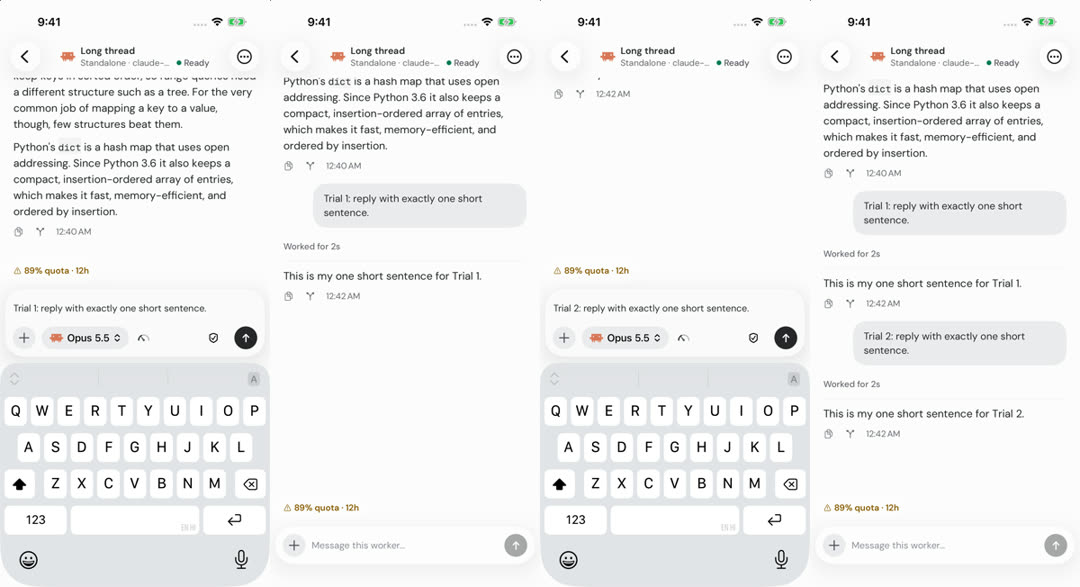 9:41
Long thread
Standalone · claude-… Ready
keep keys in sorted order, so range queries need
a different structure such as a tree. For the very
common job of mapping a key to a value,
though, few structures beat them.
Python's dict is a hash map that uses open
addressing. Since Python 3.6 it also keeps a
compact, insertion-ordered array of entries,
which makes it fast, memory-efficient, and
ordered by insertion.
12:40 AM
89% quota · 12h
Trial 1: reply with exactly one short sentence.
Opus 5.5
A
Q W E R T Y U I O P
A S D F G H J K L
Z X C V B N M
123
9:41
Long thread
Standalone · claude-… Ready
Python's dict is a hash map that uses open
addressing. Since Python 3.6 it also keeps a
compact, insertion-ordered array of entries,
which makes it fast, memory-efficient, and
ordered by insertion.
12:40 AM
Trial 1: reply with exactly one short
sentence.
Worked for 2s
This is my one short sentence for Trial 1.
12:42 AM
89% quota · 12h
Message this worker…
9:41
Long thread
Standalone · claude-… Ready
12:42 AM
89% quota · 12h
Trial 2: reply with exactly one short sentence.
Opus 5.5
A
Q W E R T Y U I O P
A S D F G H J K L
Z X C V B N M
123
9:41
Long thread
Standalone · claude-… Ready
Python's dict is a hash map that uses open
addressing. Since Python 3.6 it also keeps a
compact, insertion-ordered array of entries,
which makes it fast, memory-efficient, and
ordered by insertion.
12:40 AM
Trial 1: reply with exactly one short
sentence.
Worked for 2s
This is my one short sentence for Trial 1.
12:42 AM
Trial 2: reply with exactly one short
sentence.
Worked for 2s
This is my one short sentence for Trial 2.
12:42 AM
89% quota · 12h
Message this worker…